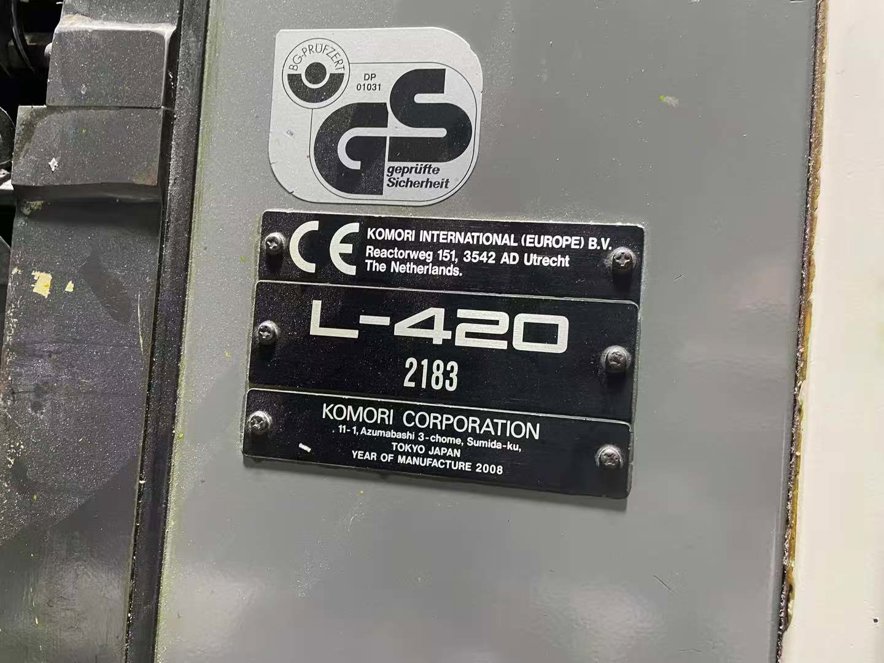 BG-PRÜFZERT
DP
01031
GS
geprüfte
Sicherheit
CE
KOMORI INTERNATIONAL (EUROPE) B.V.
Reactorweg 151, 3542 AD Utrecht
The Netherlands.
L-420
2183
KOMORI CORPORATION
11-1, Azumabashi 3-chome, Sumida-ku,
TOKYO JAPAN
YEAR OF MANUFACTURE 2008